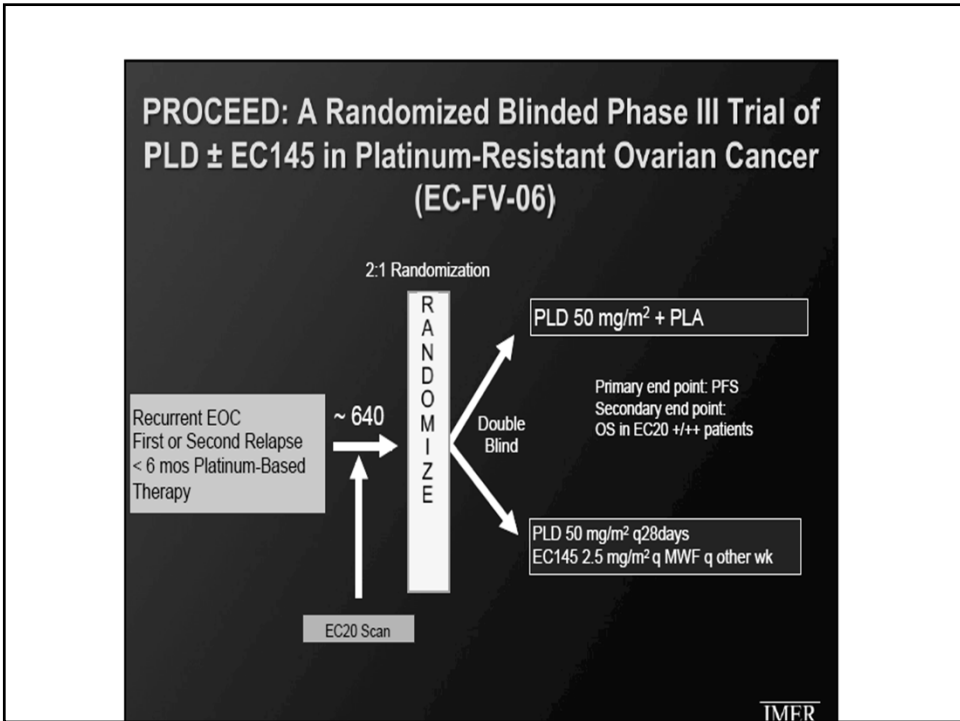 PROCEED: A Randomized Blinded Phase III Trial of
PLD ± EC145 in Platinum-Resistant Ovarian Cancer
(EC-FV-06)
2:1 Randomization
R
A
N
D
O
M
I
Z
E
PLD 50 mg/m² + PLA
Primary end point: PFS
Secondary end point:
OS in EC20 +/++ patients
Recurrent EOC
First or Second Relapse
< 6 mos Platinum-Based
Therapy
~ 640
Double
Blind
PLD 50 mg/m² q28days
EC145 2.5 mg/m² q MWF q other wk
EC20 Scan
IMER